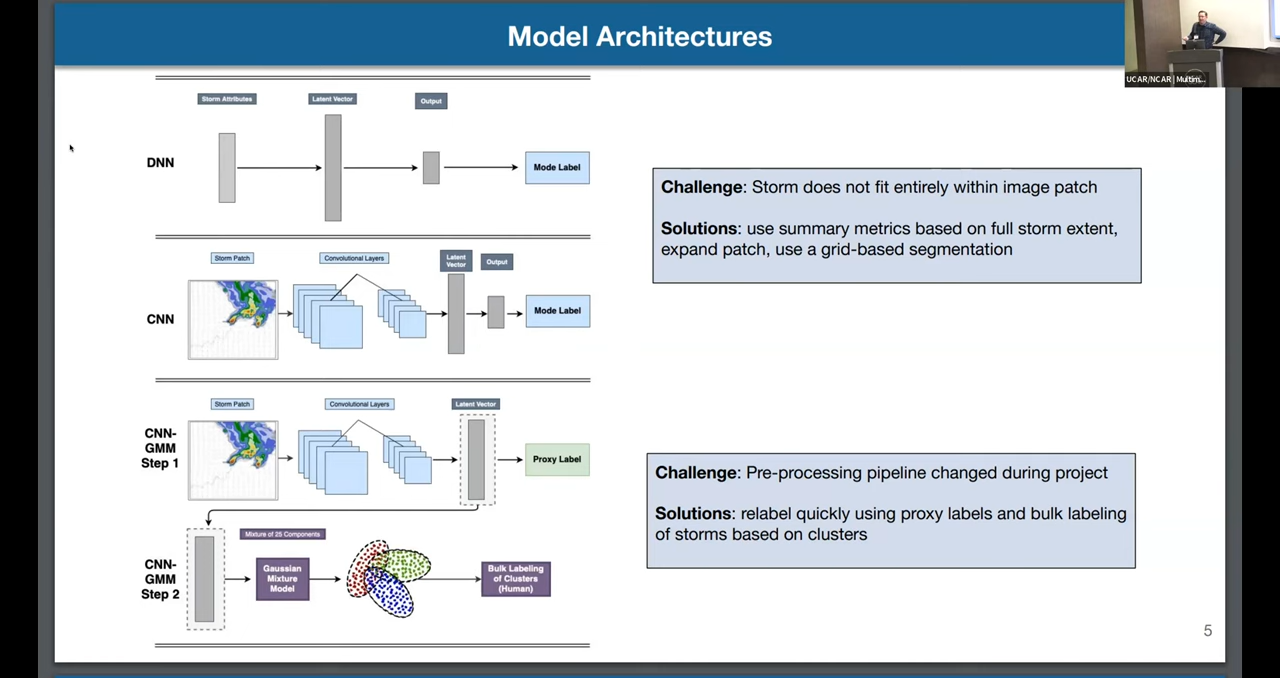 Model Architectures
UCAR/NCAR | Multim...
Storm Attributes
Latent Vector
Output
DNN
Mode Label
Challenge: Storm does not fit entirely within image patch
Solutions: use summary metrics based on full storm extent,
expand patch, use a grid-based segmentation
Storm Patch
Convolutional Layers
Latent
Vector
Output
CNN
Mode Label
Storm Patch
Convolutional Layers
Latent Vector
CNN-
GMM
Step 1
Proxy Label
Challenge: Pre-processing pipeline changed during project
Solutions: relabel quickly using proxy labels and bulk labeling
of storms based on clusters
Mixture of 25 Components
CNN-
GMM
Step 2
Gaussian
Mixture
Model
Bulk Labeling
of Clusters
(Human)
5